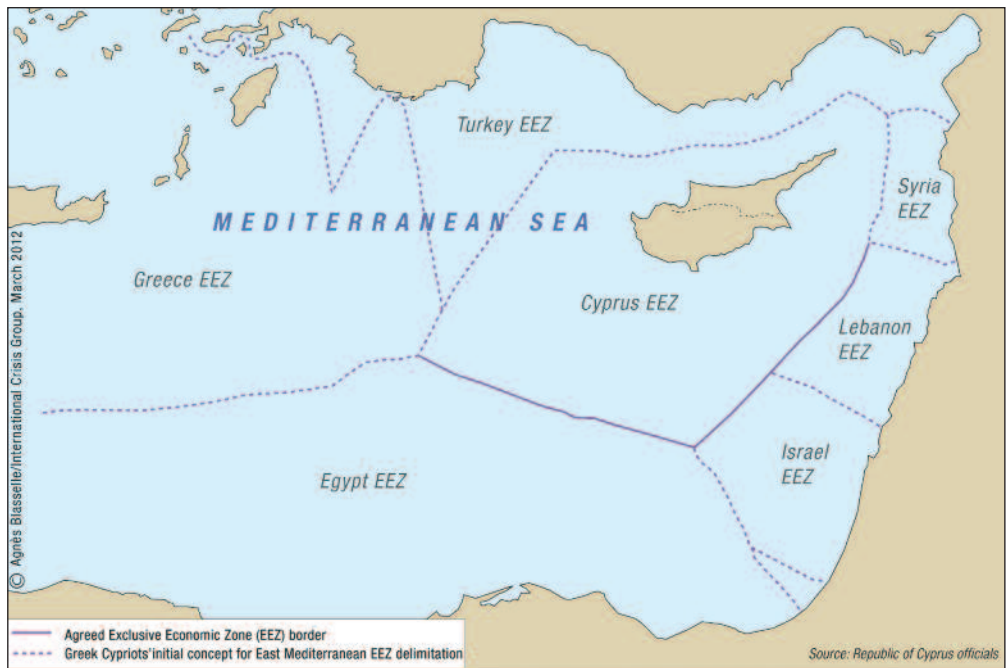 Turkey EEZ
Syria
EEZ
MEDITERRANEAN SEA
Greece EEZ
Cyprus EEZ
Lebanon
EEZ
Israel
EEZ
Egypt EEZ
© Agnès Blasselle/International Crisis Group, March 2012
Agreed Exclusive Economic Zone (EEZ) border
Greek Cypriots'initial concept for East Mediterranean EEZ delimitation
Source: Republic of Cyprus officials